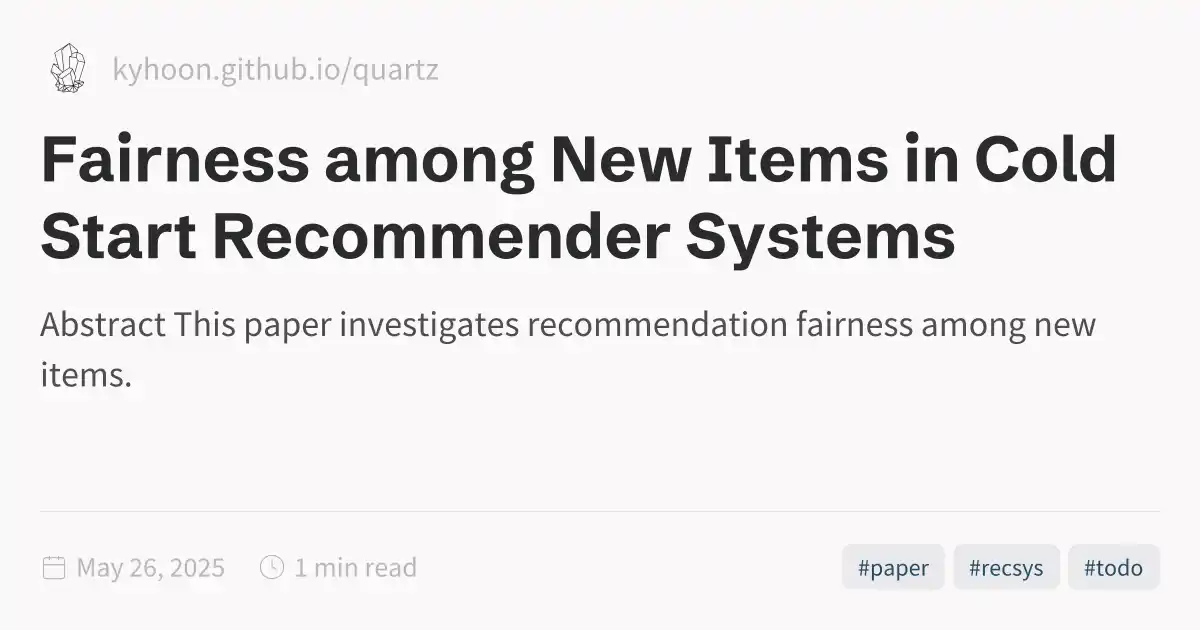 kyhoon.github.io/quartz
Fairness among New Items in Cold
Start Recommender Systems
Abstract This paper investigates recommendation fairness among new
items.
May 26, 2025 1 min read #paper #recsys #todo